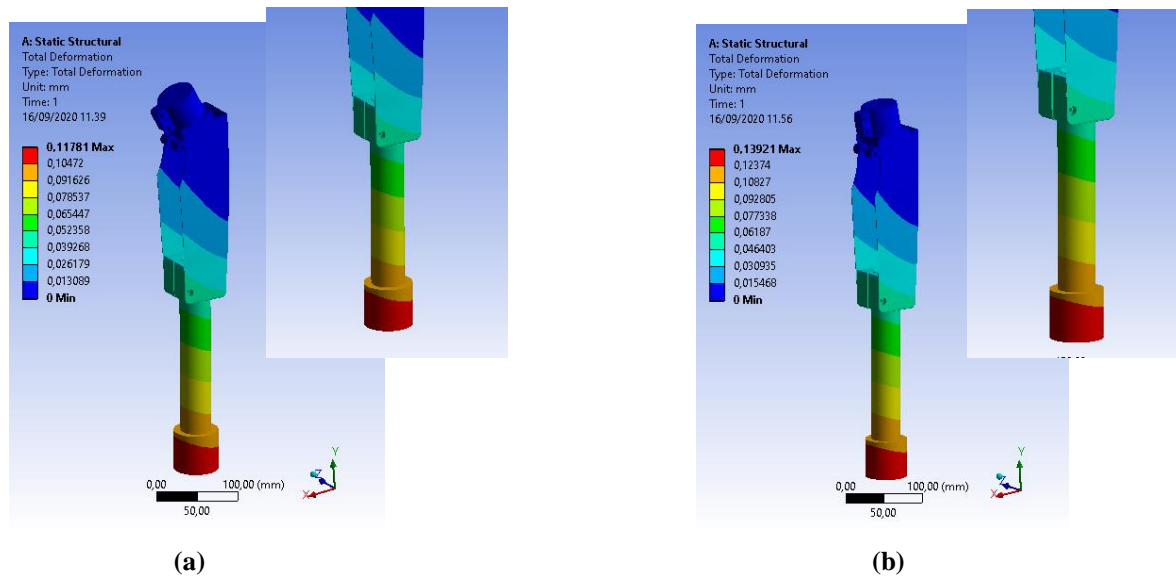 A: Static Structural
Total Deformation
Type: Total Deformation
Unit: mm
Time: 1
16/09/2020 11.39
0.11781 Max
0,10472
0,091626
0,078537
0,065447
0,052358
0,039268
0,026179
0,013089
0 Min
0,00
100,00 (mm)
50,00
Y
Z
X
(a)
A: Static Structural
Total Deformation
Type: Total Deformation
Unit: mm
Time: 1
16/09/2020 11.56
0.13921 Max
0,12374
0,10827
0,092805
0,077338
0,06187
0,046403
0,030935
0,015468
0 Min
0,00
100,00 (mm)
50,00
Y
Z
X
(b)